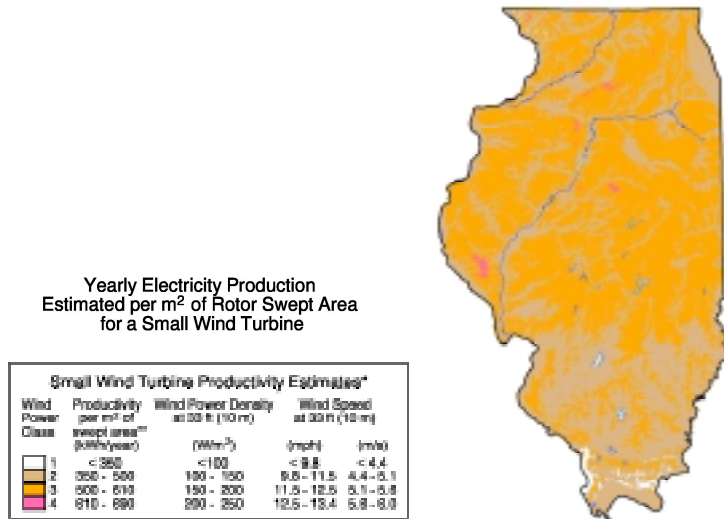 Yearly Electricity Production
Estimated per m² of Rotor Swept Area
for a Small Wind Turbine
Small Wind Turbine Productivity Estimates*
Wind Power Class Productivity per m² of swept area** (kWh/year) Wind Power Density at 33 ft (10 m) (W/m²) Wind Speed at 33 ft (10 m) (mph) (m/s)
1 < 350 <100 < 9.8 < 4.4
2 350 - 500 100 - 150 9.8 - 11.5 4.4 - 5.1
3 500 - 610 150 - 200 11.5 - 12.5 5.1 - 5.6
4 610 - 690 200 - 250 12.5 - 13.4 5.6 - 6.0